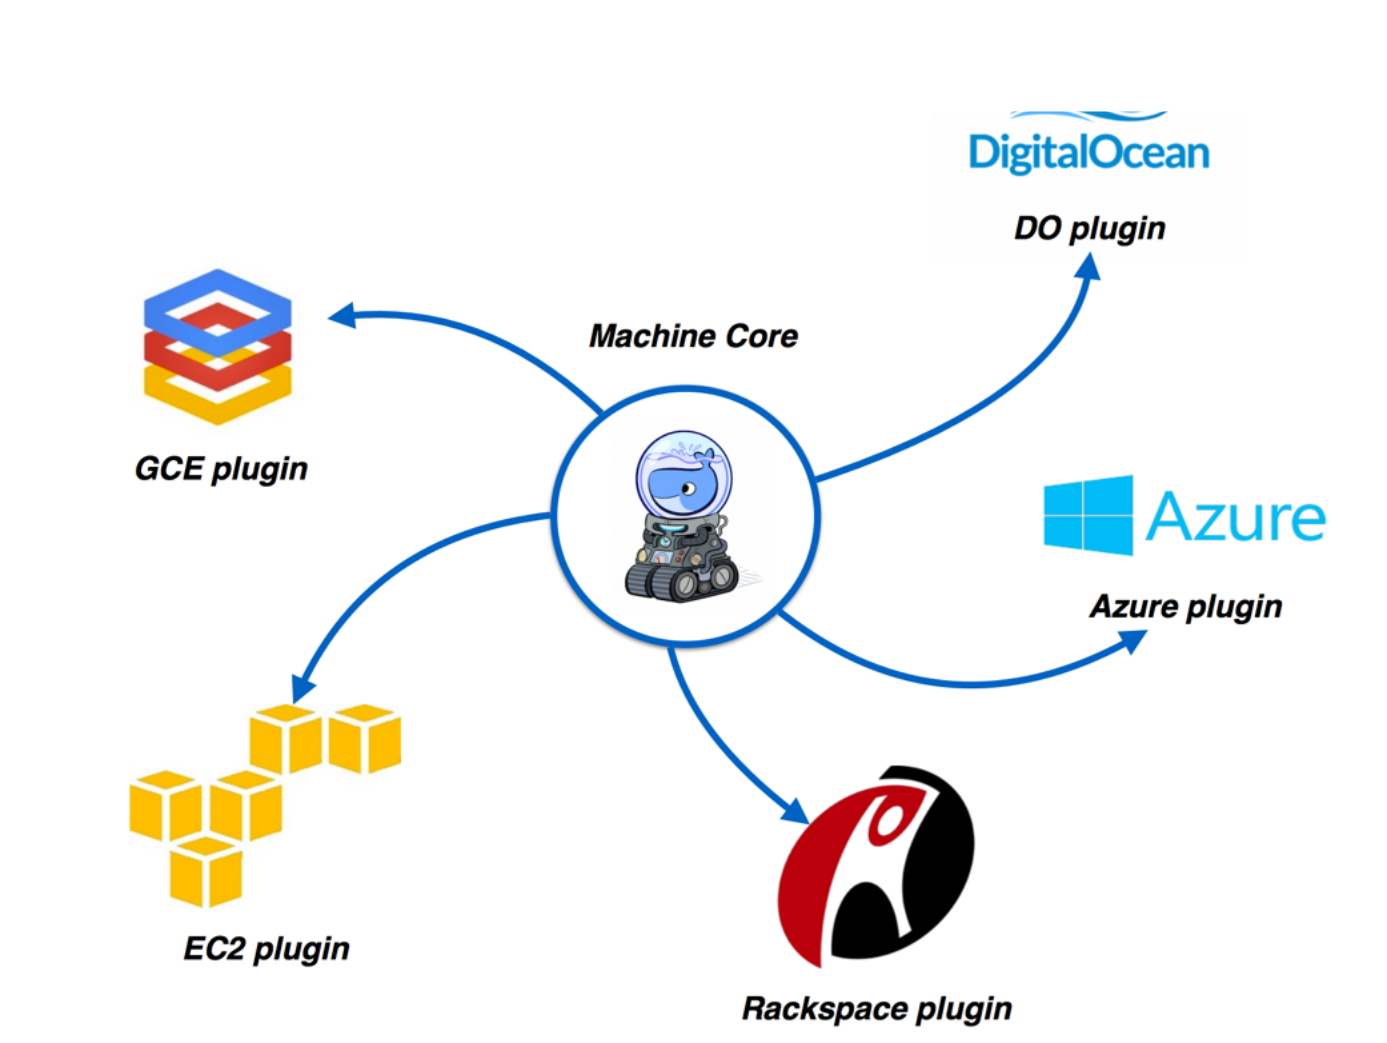 DigitalOcean
DO plugin
Machine Core
GCE plugin
Azure
Azure plugin
EC2 plugin
Rackspace plugin